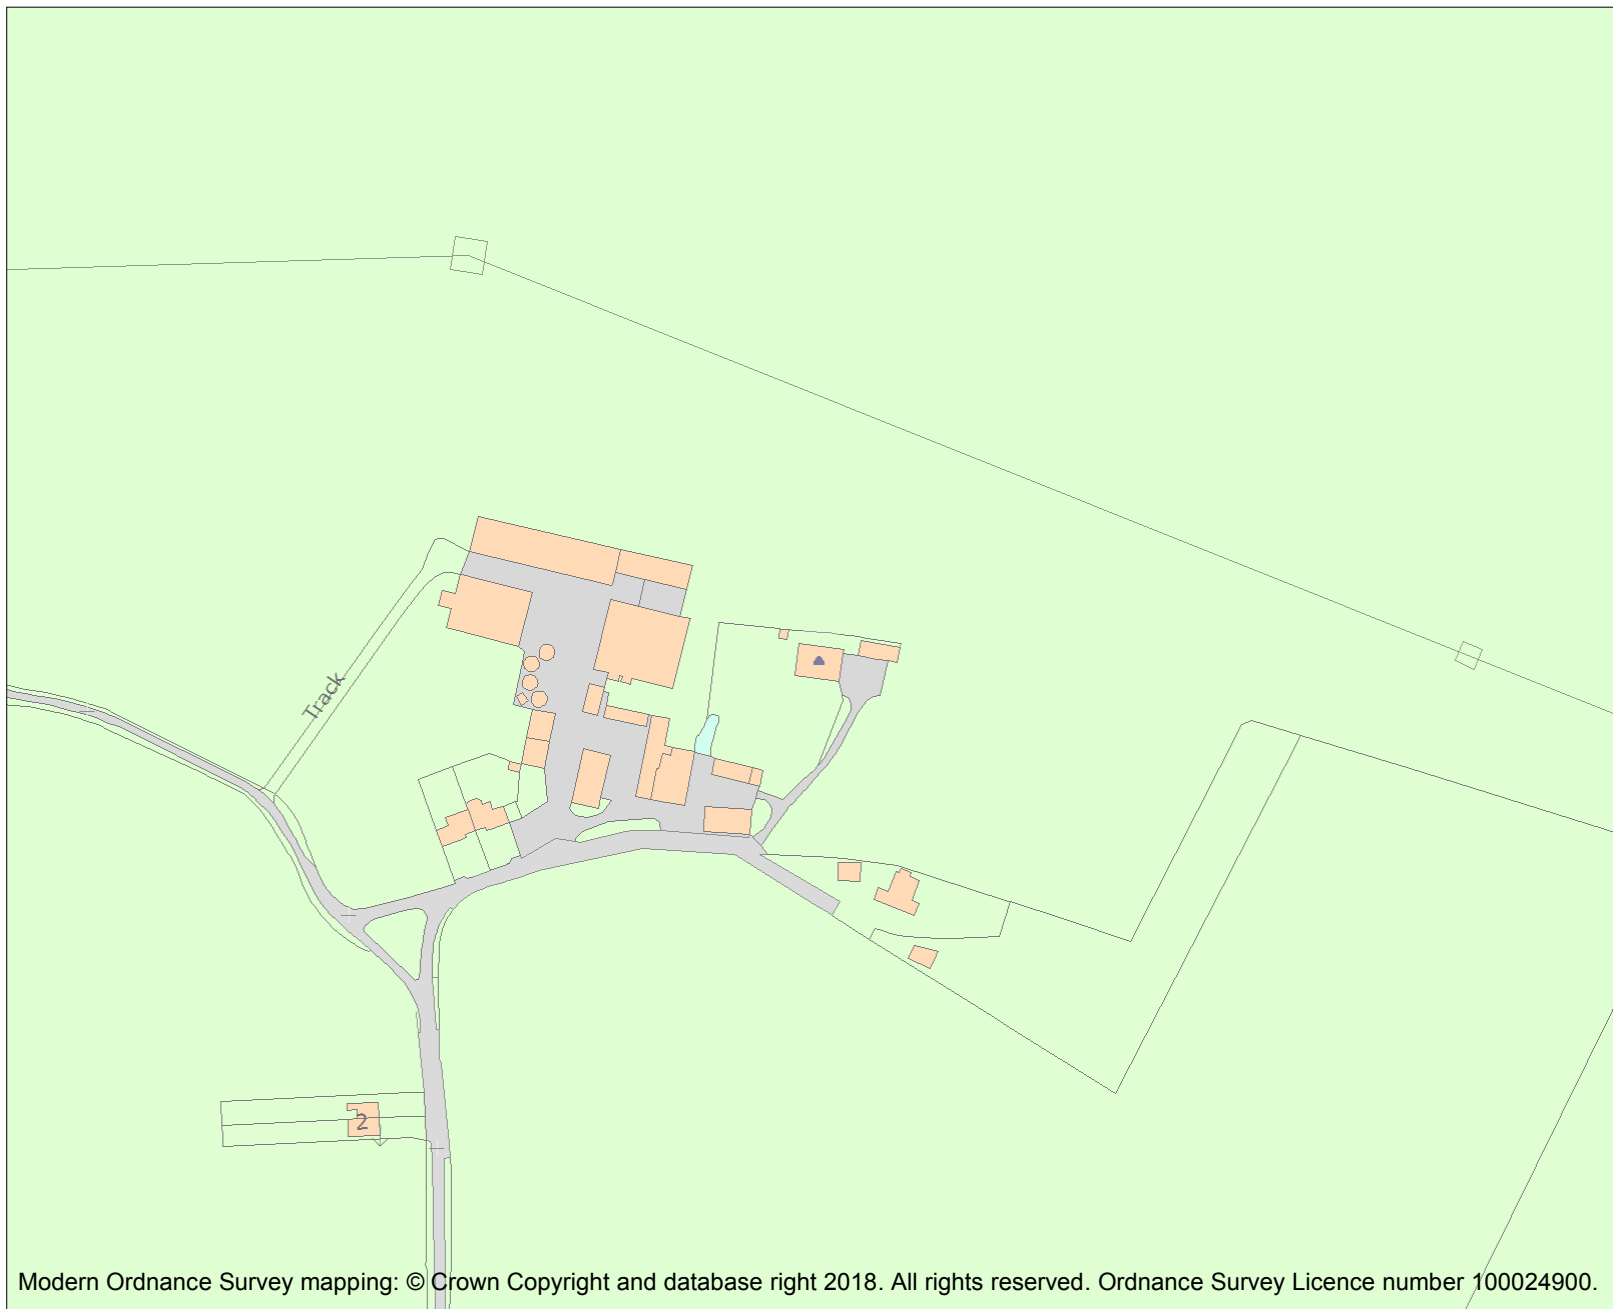 Track
2
Modern Ordnance Survey mapping: © Crown Copyright and database right 2018. All rights reserved. Ordnance Survey Licence number 100024900.